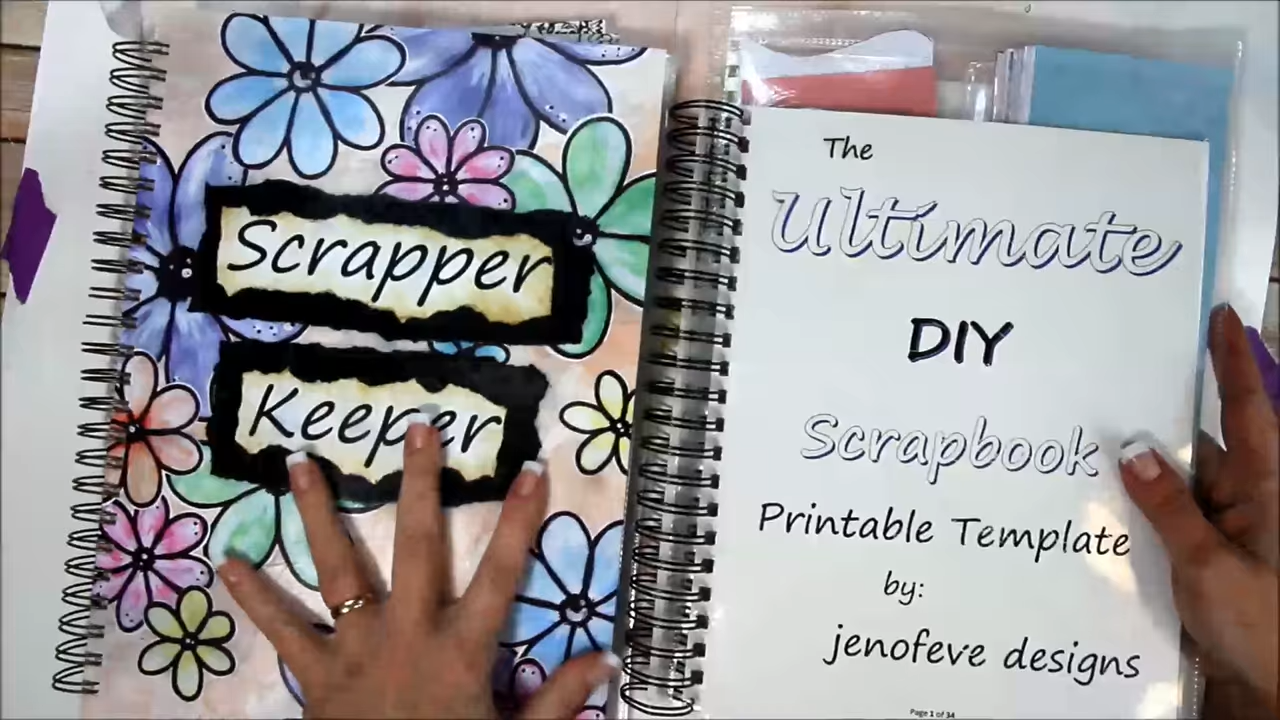 Scrapper
Keeper
The
Ultimate
DIY
Scrapbook
Printable Template
by:
jenofeve designs
Page 1 of 34